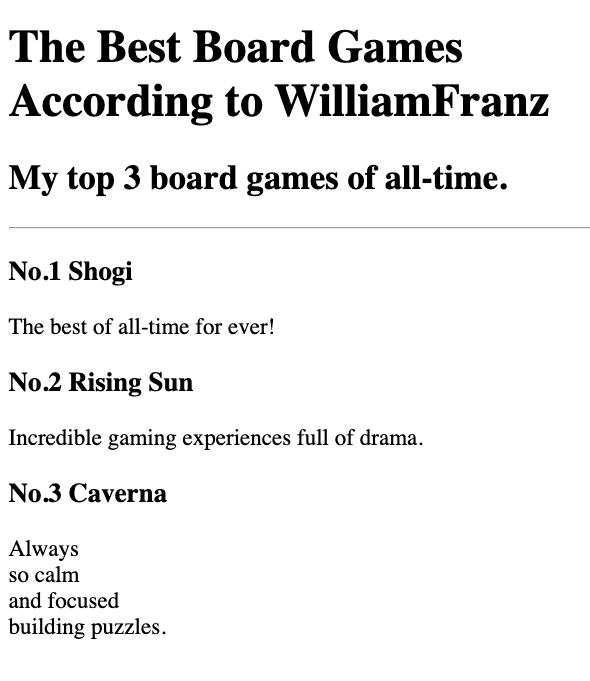 The Best Board Games
According to WilliamFranz
My top 3 board games of all-time.
No.1 Shogi
The best of all-time for ever!
No.2 Rising Sun
Incredible gaming experiences full of drama.
No.3 Caverna
Always
so calm
and focused
building puzzles.